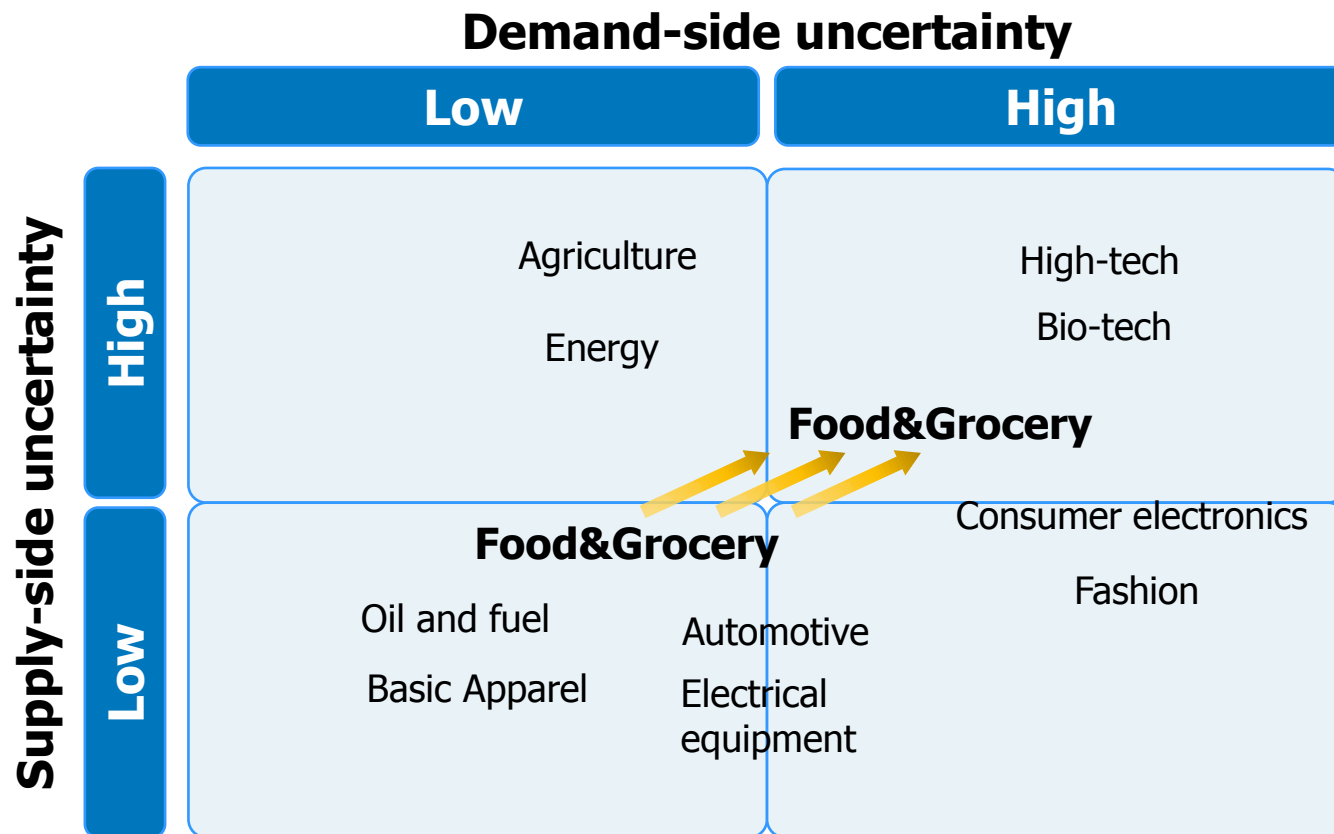 Demand-side uncertainty
Low
High
Supply-side uncertainty
High
Agriculture
High-tech
Energy
Bio-tech
Food&Grocery
Low
Food&Grocery
Consumer electronics
Oil and fuel
Automotive
Fashion
Basic Apparel
Electrical
equipment